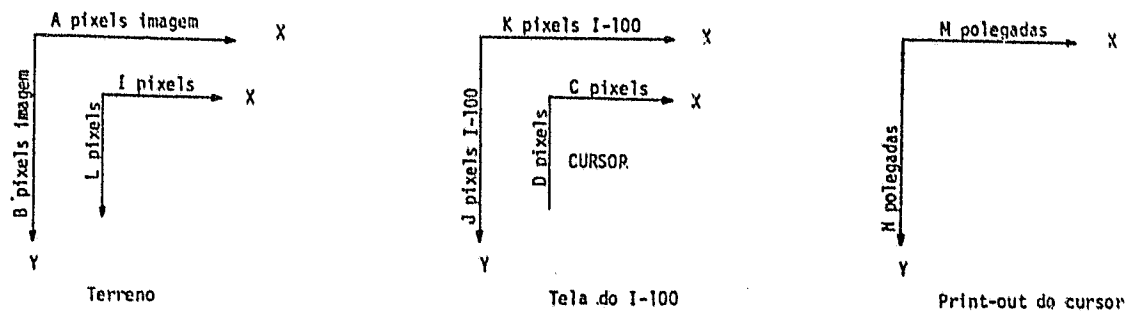 A pixels imagem
X
I pixels
X
B pixels imagem
L pixels
Y
Terreno
K pixels I-100
X
C pixels
X
J pixels I-100
D pixels
CURSOR
Y
Tela do I-100
M polegadas
X
N polegadas
Y
Print-out do cursor